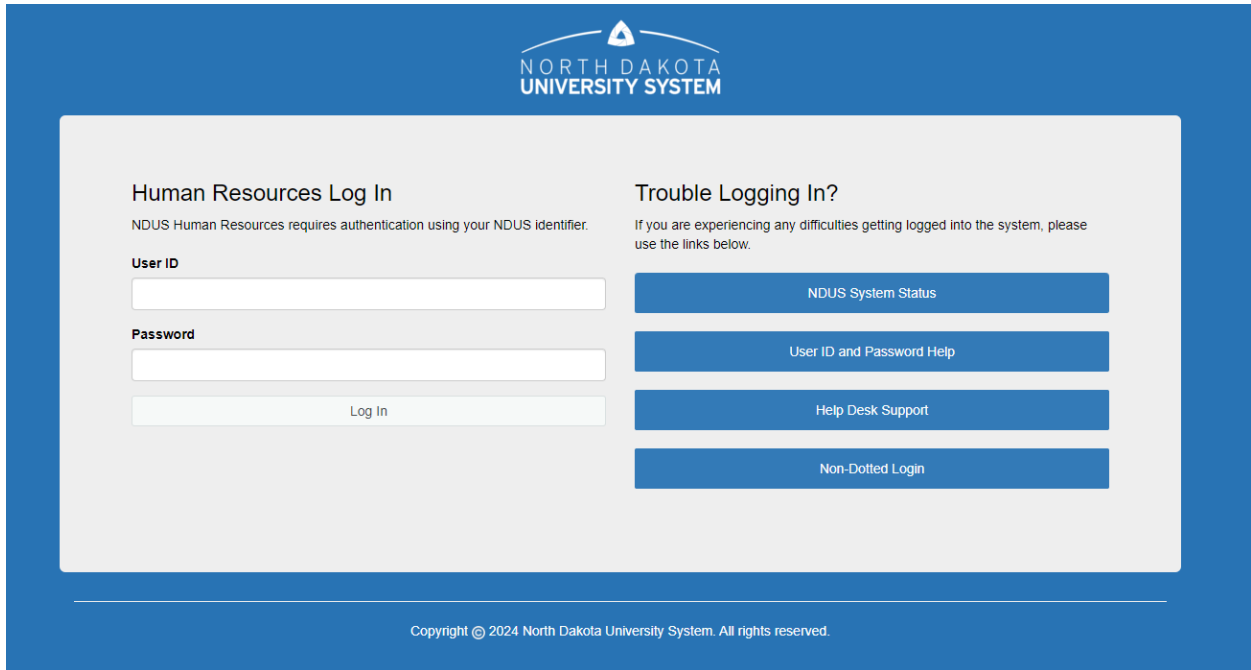 NORTH DAKOTA
UNIVERSITY SYSTEM
Human Resources Log In
NDUS Human Resources requires authentication using your NDUS identifier.
User ID
Password
Log In
Trouble Logging In?
If you are experiencing any difficulties getting logged into the system, please
use the links below.
NDUS System Status
User ID and Password Help
Help Desk Support
Non-Dotted Login
Copyright © 2024 North Dakota University System. All rights reserved.